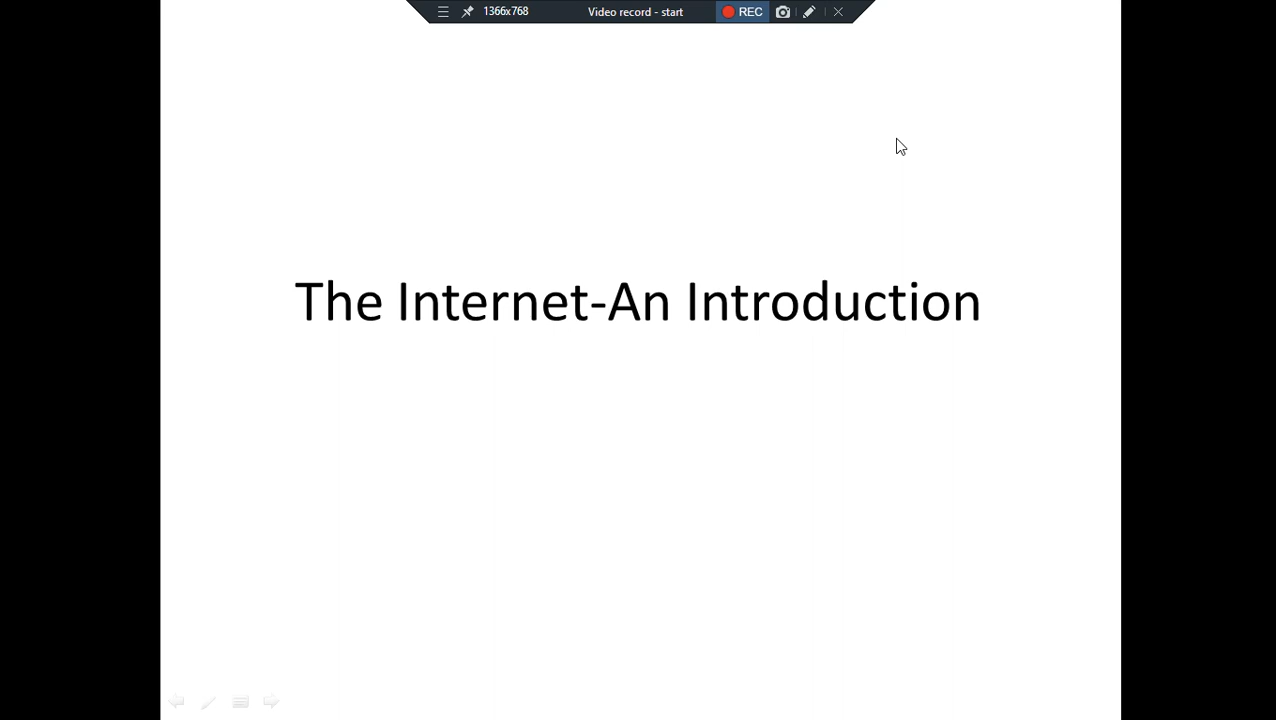 1366x768 Video record - start REC
The Internet-An Introduction